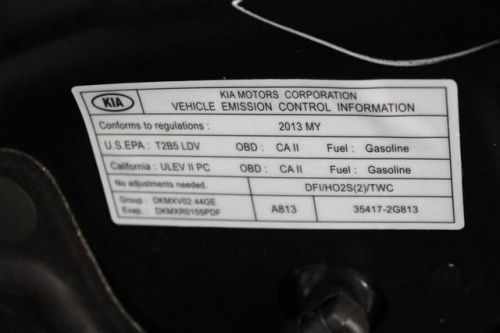 KIA KIA MOTORS CORPORATION
VEHICLE EMISSION CONTROL INFORMATION
Conforms to regulations : 2013 MY
U.S.EPA : T2B5 LDV OBD : CA II Fuel : Gasoline
California : ULEV II PC OBD : CA II Fuel : Gasoline
No adjustments needed. DFI/HO2S(2)/TWC
Group : DKMXV02.44GE
Evap. : DKMXR0155PDF A813 35417-2G813